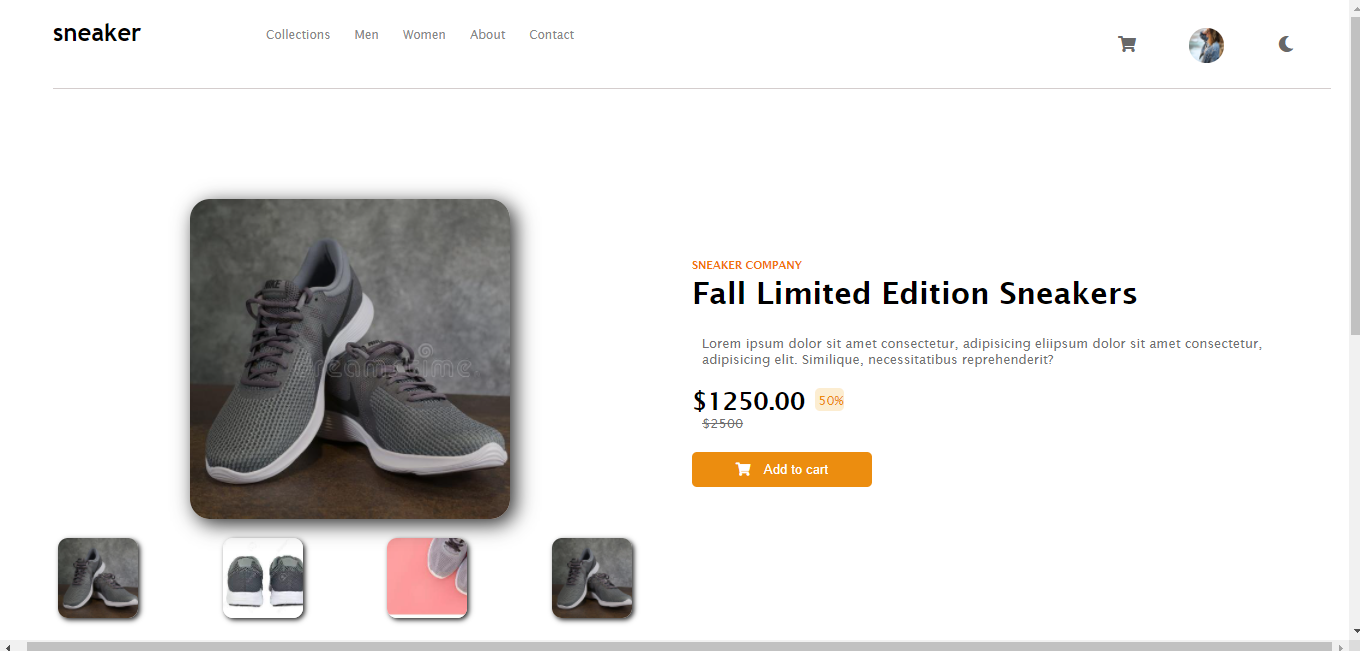 sneaker
Collections Men Women About Contact
SNEAKER COMPANY
Fall Limited Edition Sneakers
Lorem ipsum dolor sit amet consectetur, adipisicing eliipsum dolor sit amet consectetur,
adipisicing elit. Similique, necessitatibus reprehenderit?
$1250.00 50%
$2500
Add to cart
dreamstime